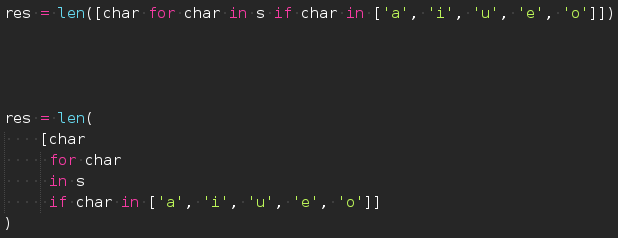 res = len([char for char in s if char in ['a', 'i', 'u', 'e', 'o']])
res = len(
    [char
     for char
     in s
     if char in ['a', 'i', 'u', 'e', 'o']]
)